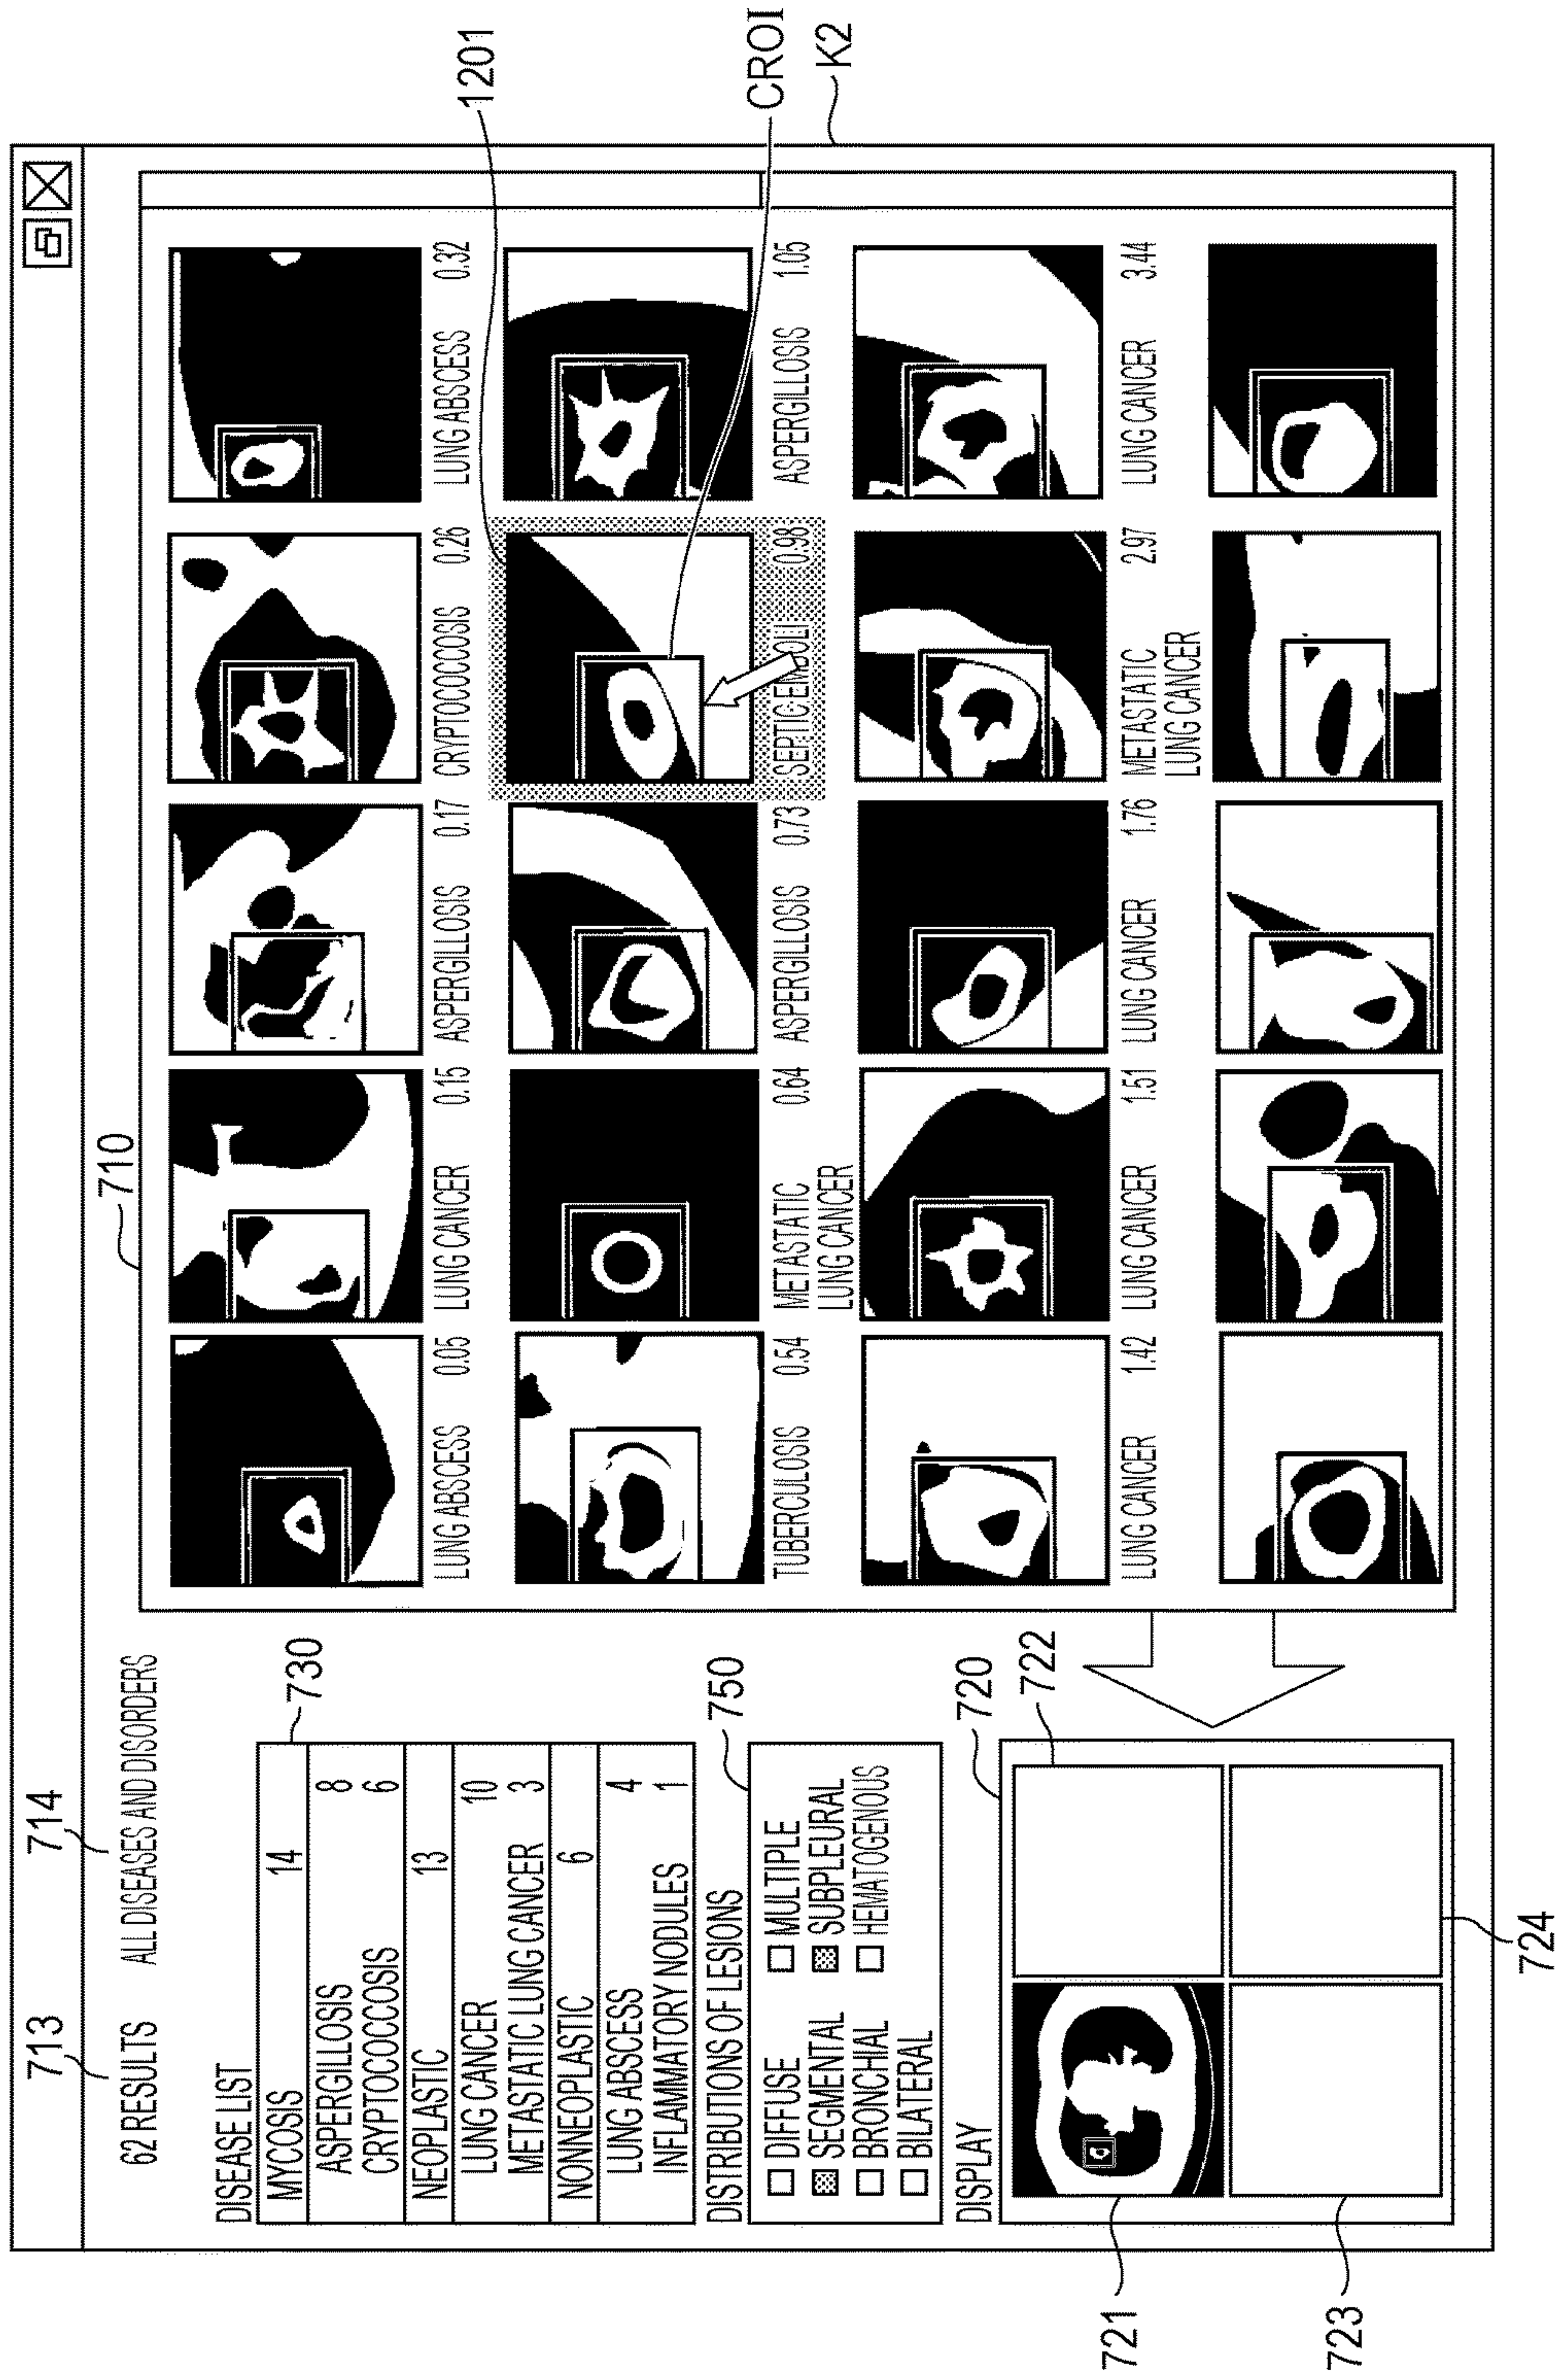 713
714
62 RESULTS ALL DISEASES AND DISORDERS
DISEASE LIST
730
MYCOSIS 14
ASPERGILLOSIS 8
CRYPTOCOCCOSIS 6
NEOPLASTIC 13
LUNG CANCER 10
METASTATIC LUNG CANCER 3
NONNEOPLASTIC 6
LUNG ABSCESS 4
INFLAMMATORY NODULES 1
DISTRIBUTIONS OF LESIONS
750
DIFFUSE MULTIPLE
SEGMENTAL SUBPLEURAL
BRONCHIAL HEMATOGENOUS
BILATERAL
DISPLAY
720
722
721
723
724
710
LUNG ABSCESS 0.05
LUNG CANCER 0.15
ASPERGILLOSIS 0.17
CRYPTOCOCCOSIS 0.26
LUNG ABSCESS 0.32
1201
TUBERCULOSIS 0.54
METASTATIC 0.64
LUNG CANCER
ASPERGILLOSIS 0.73
SEPTIC EMBOLI 0.98
ASPERGILLOSIS 1.05
CROI
K2
LUNG CANCER 1.42
LUNG CANCER 1.51
LUNG CANCER 1.76
METASTATIC 2.97
LUNG CANCER
LUNG CANCER 3.44